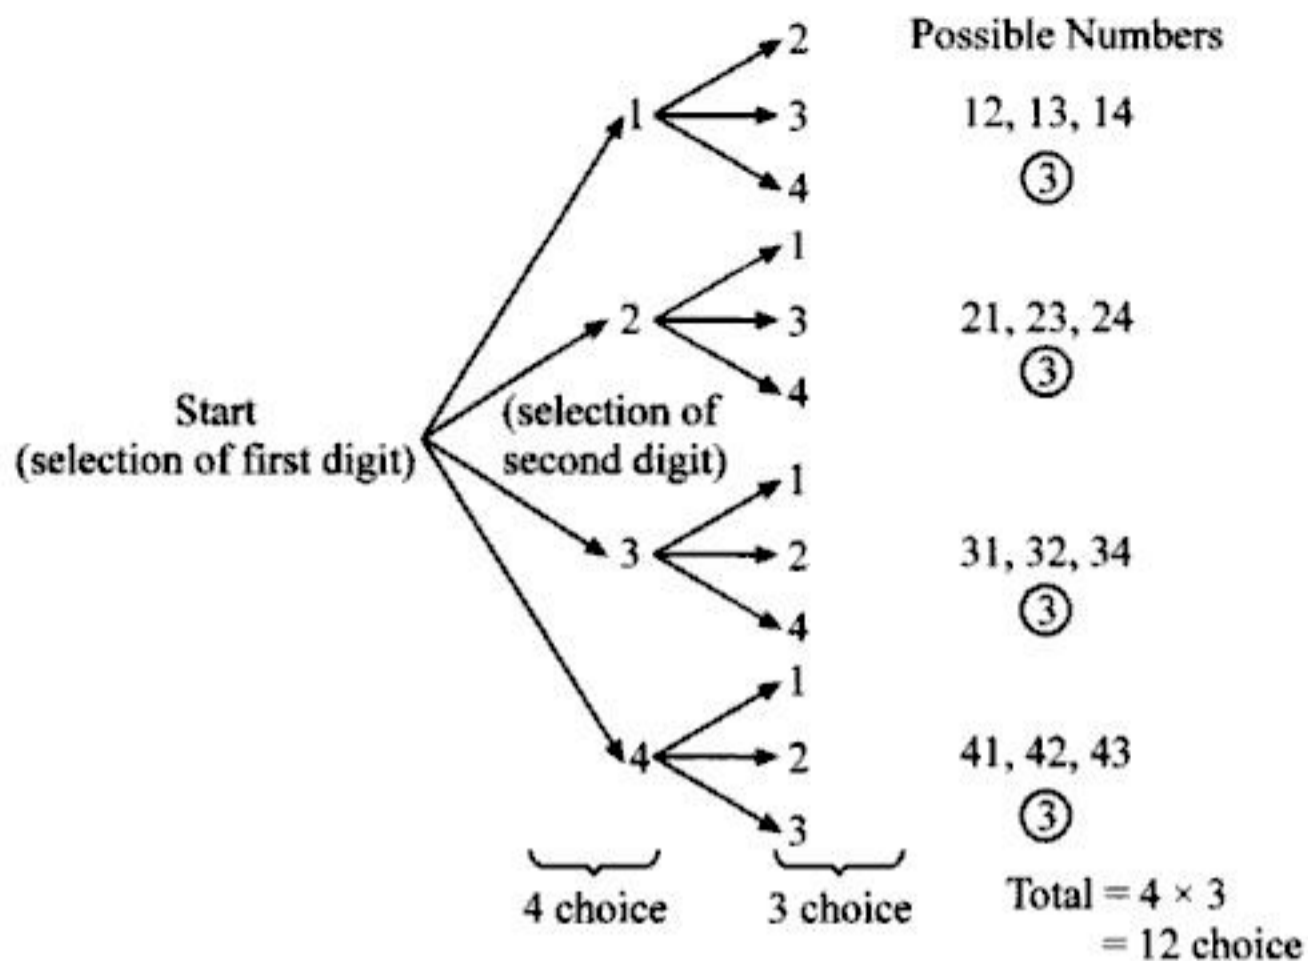 2
Possible Numbers
1
3
12, 13, 14
4
3
1
2
3
21, 23, 24
4
3
Start
(selection of first digit)
(selection of
second digit)
1
3
2
31, 32, 34
4
3
1
4
2
41, 42, 43
3
3
4 choice
3 choice
Total = 4 × 3
= 12 choice